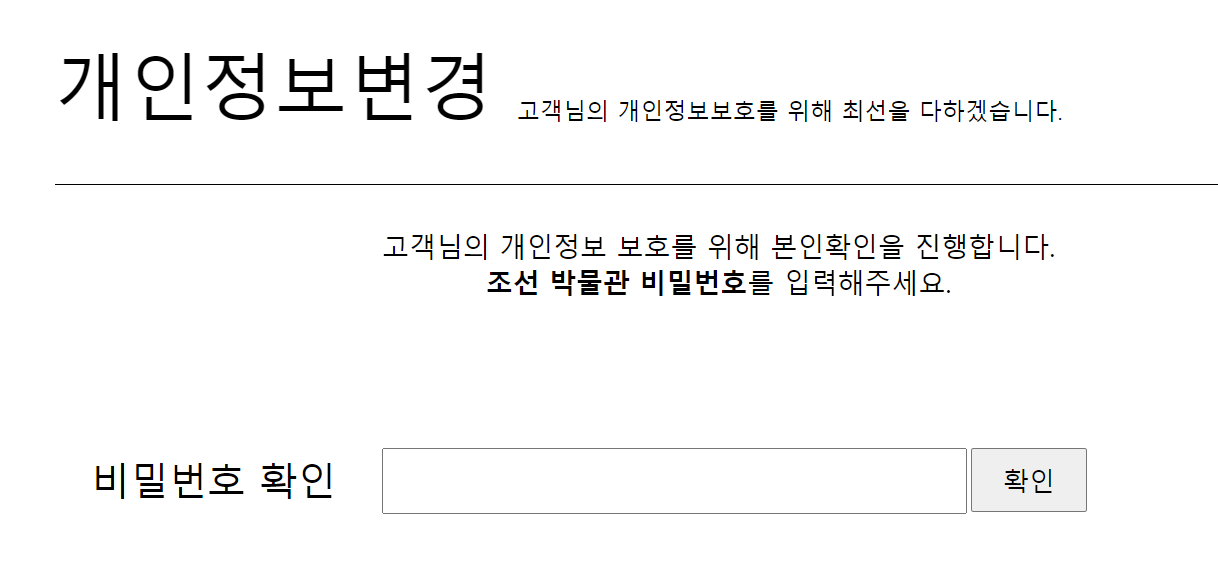 개인정보변경 고객님의 개인정보보호를 위해 최선을 다하겠습니다.
고객님의 개인정보 보호를 위해 본인확인을 진행합니다.
조선 박물관 비밀번호를 입력해주세요.
비밀번호 확인 확인